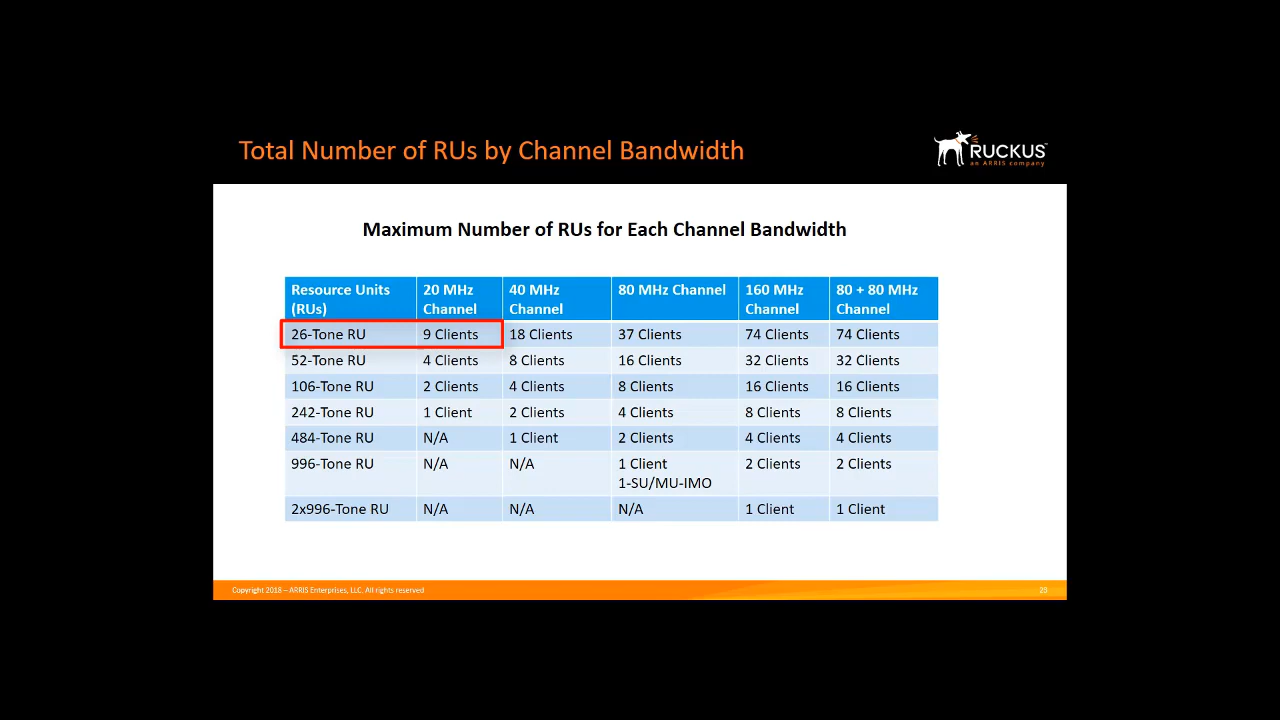 Total Number of RUs by Channel Bandwidth
RUCKUS
an ARRIS company
Maximum Number of RUs for Each Channel Bandwidth
Resource Units (RUs) 20 MHz Channel 40 MHz Channel 80 MHz Channel 160 MHz Channel 80 + 80 MHz Channel
26-Tone RU 9 Clients 18 Clients 37 Clients 74 Clients 74 Clients
52-Tone RU 4 Clients 8 Clients 16 Clients 32 Clients 32 Clients
106-Tone RU 2 Clients 4 Clients 8 Clients 16 Clients 16 Clients
242-Tone RU 1 Client 2 Clients 4 Clients 8 Clients 8 Clients
484-Tone RU N/A 1 Client 2 Clients 4 Clients 4 Clients
996-Tone RU N/A N/A 1 Client 1-SU/MU-IMO 2 Clients 2 Clients
2x996-Tone RU N/A N/A N/A 1 Client 1 Client
Copyright 2018 – ARRIS Enterprises, LLC, All rights reserved
20